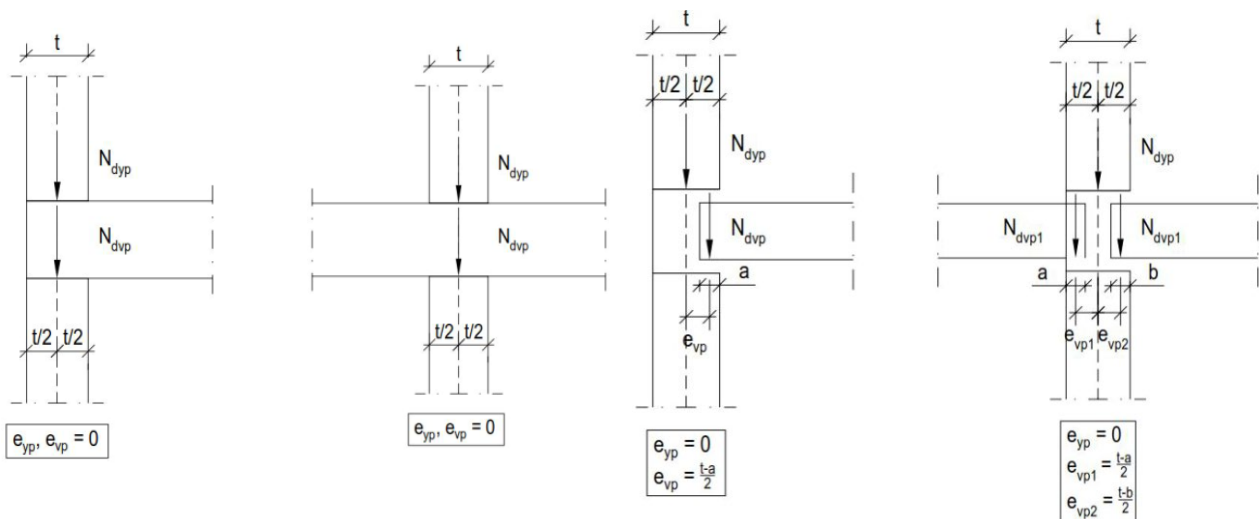 t
N_dyp
N_dvp
t/2 t/2
e_yp, e_vp = 0
t
N_dyp
N_dvp
t/2 t/2
e_yp, e_vp = 0
t
t/2 t/2
N_dyp
N_dvp
a
e_vp
e_yp = 0
e_vp = t-a/2
t
t/2 t/2
N_dyp
N_dvp1 N_dvp1
a b
e_vp1 e_vp2
e_yp = 0
e_vp1 = t-a/2
e_vp2 = t-b/2